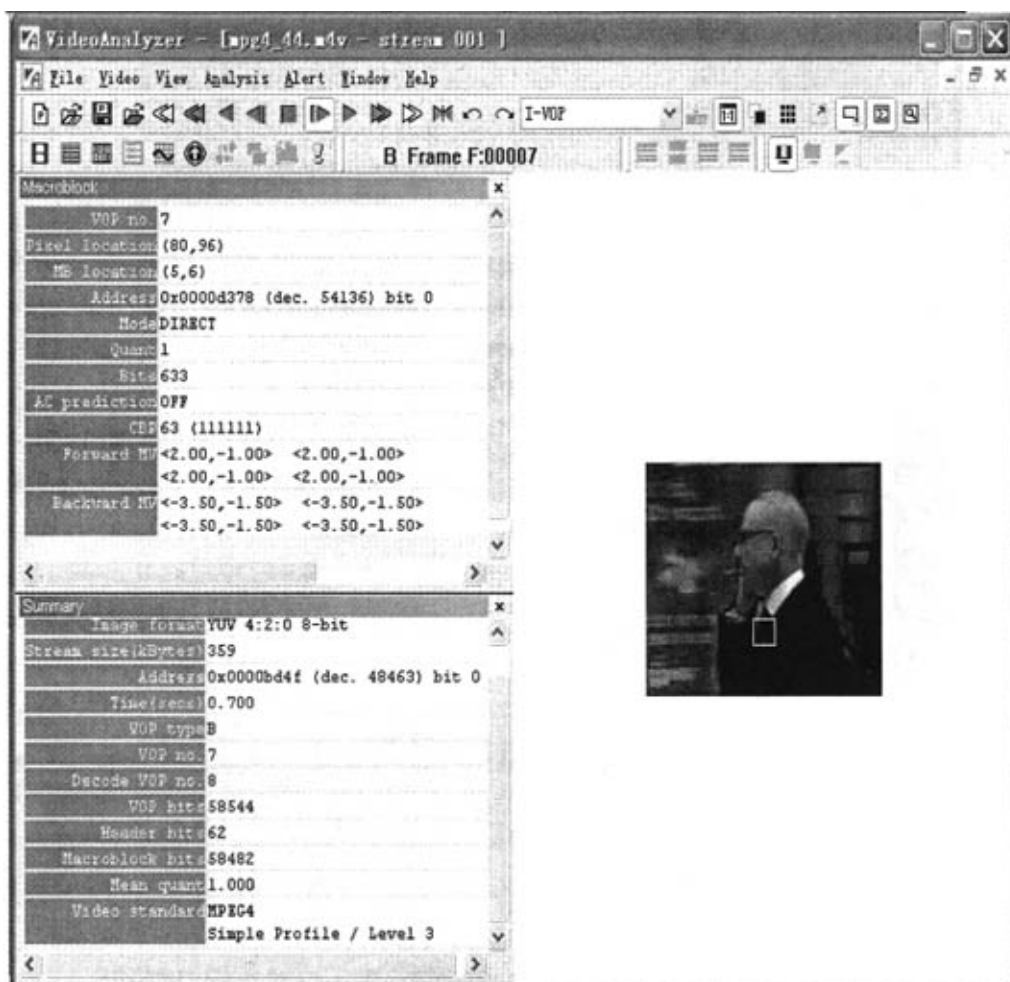 VideoAnalyzer - [mpg4_44.m4v - stream 001 ]
File Video View Analysis Alert Window Help
I-VOP
1:1
B Frame F:00007
Macroblock
VOP no. 7
Pixel location (80,96)
MB location (5,6)
Address 0x0000d378 (dec. 54136) bit 0
Mode DIRECT
Quant 1
Bits 633
AC prediction OFF
CBP 63 (111111)
Forward MV <2.00,-1.00> <2.00,-1.00>
<2.00,-1.00> <2.00,-1.00>
Backward MV <-3.50,-1.50> <-3.50,-1.50>
<-3.50,-1.50> <-3.50,-1.50>
Summary
Image format YUV 4:2:0 8-bit
Stream size(kBytes) 359
Address 0x0000bd4f (dec. 48463) bit 0
Time(secs) 0.700
VOP type B
VOP no. 7
Decode VOP no. 8
VOP bits 58544
Header bits 62
Macroblock bits 58482
Mean quant 1.000
Video standard MPEG4
Simple Profile / Level 3